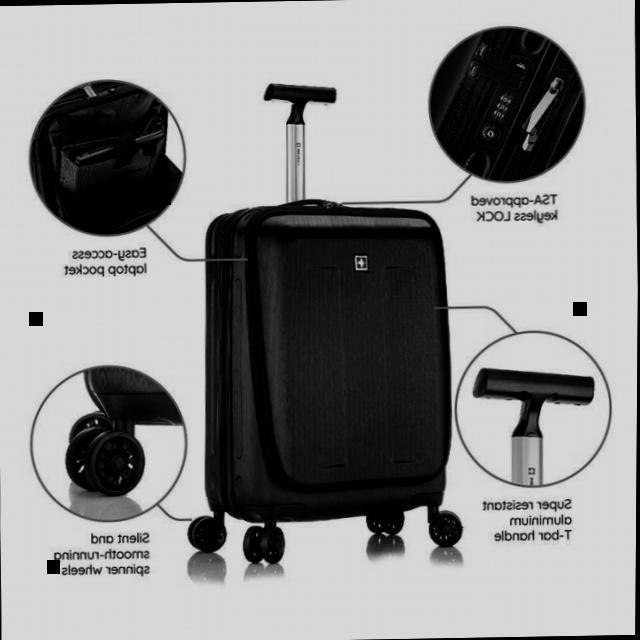 TSA-approved
keyless LOCK
Easy-access
laptop pocket
Super resistant
aluminium
T-bar handle
Silent and
smooth-running
spinner wheels